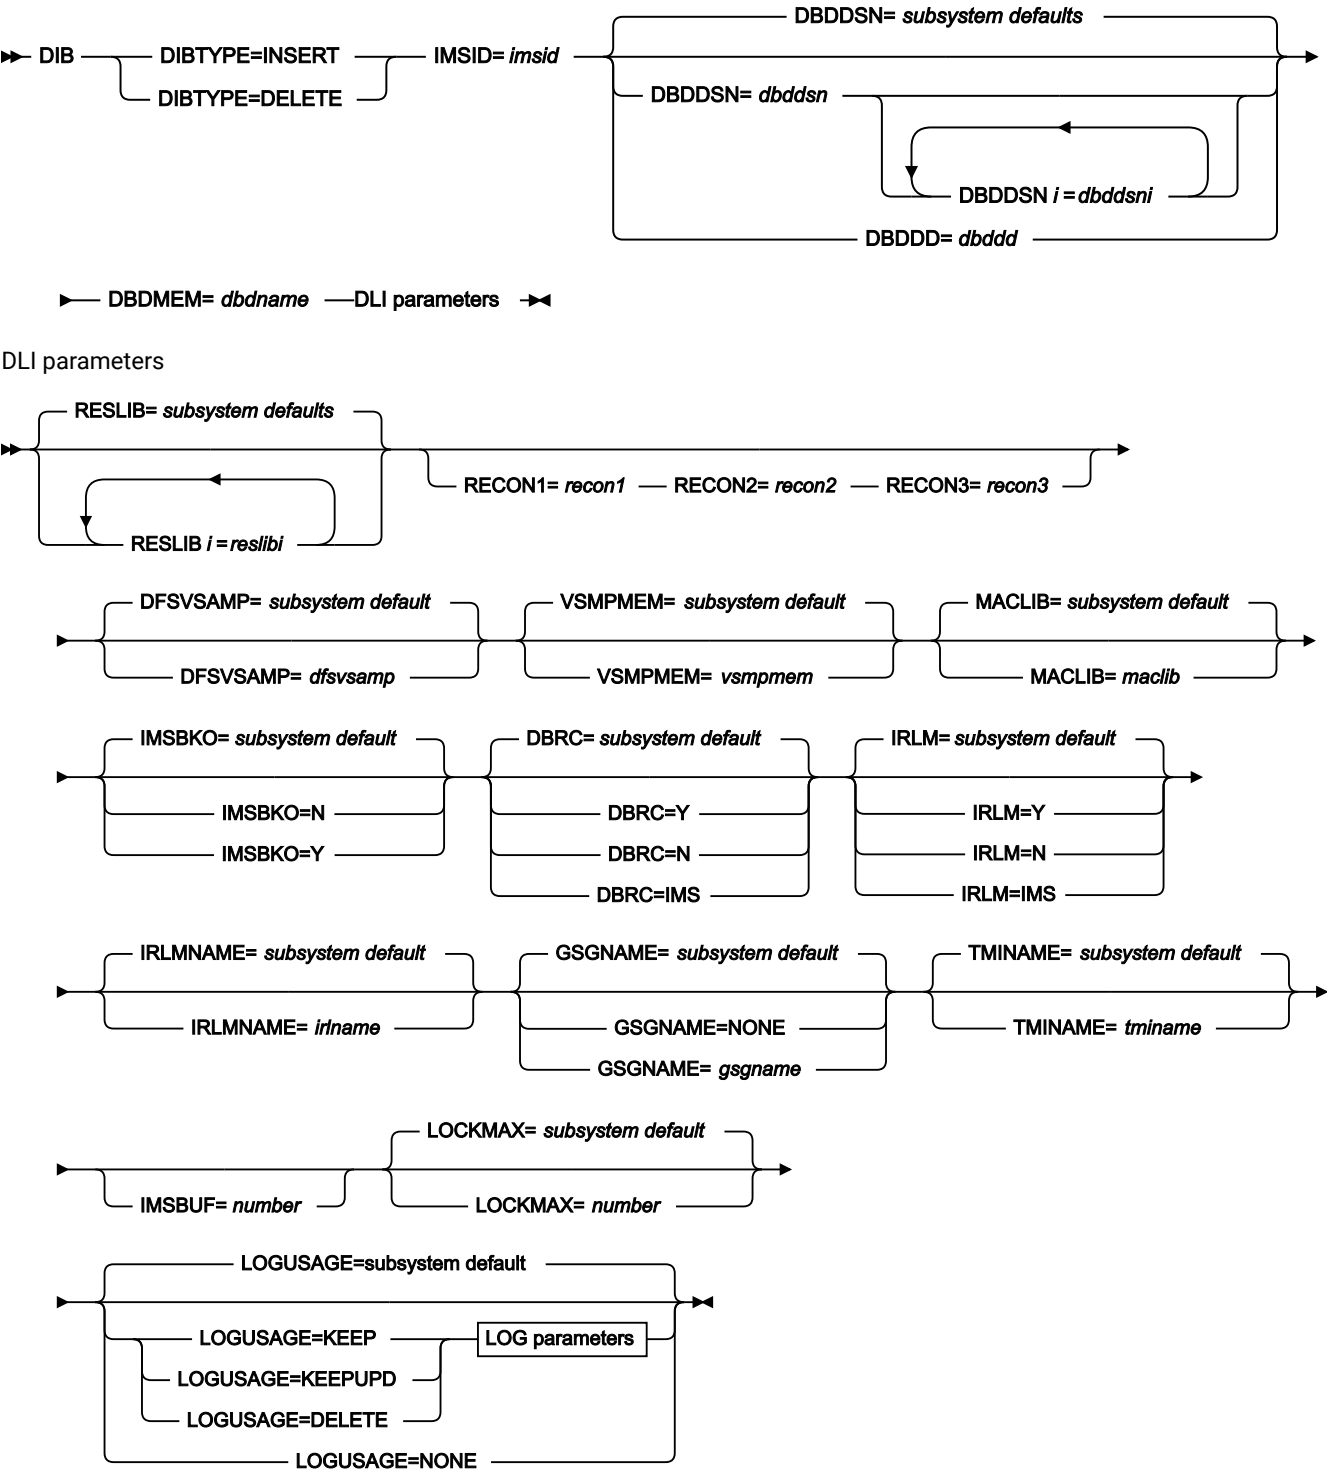 DBDDSN= subsystem defaults
DIB DIBTYPE=INSERT IMSID= imsid
DIBTYPE=DELETE DBDDSN= dbddsn
DBDDSN i =dbddsni
DBDDD= dbddd
DBDMEM= dbdname DLI parameters
DLI parameters
RESLIB= subsystem defaults
RECON1= recon1 RECON2= recon2 RECON3= recon3
RESLIB i =reslibi
DFSVSAMP= subsystem default VSMPMEM= subsystem default MACLIB= subsystem default
DFSVSAMP= dfsvsamp VSMPMEM= vsmpmem MACLIB= maclib
IMSBKO= subsystem default DBRC= subsystem default IRLM= subsystem default
IMSBKO=N DBRC=Y IRLM=Y
IMSBKO=Y DBRC=N IRLM=N
DBRC=IMS IRLM=IMS
IRLMNAME= subsystem default GSGNAME= subsystem default TMINAME= subsystem default
IRLMNAME= irlname GSGNAME=NONE TMINAME= tminame
GSGNAME= gsgname
LOCKMAX= subsystem default
IMSBUF= number LOCKMAX= number
LOGUSAGE=subsystem default
LOGUSAGE=KEEP LOG parameters
LOGUSAGE=KEEPUPD
LOGUSAGE=DELETE
LOGUSAGE=NONE